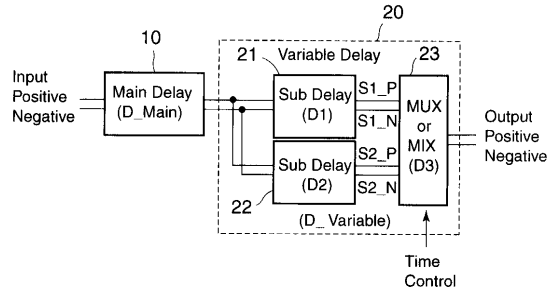 20
10
21
Variable Delay
23
Input
Positive
Negative
Main Delay
(D_Main)
Sub Delay
(D1)
S1_P
S1_N
MUX
or
MIX
(D3)
Output
Positive
Negative
Sub Delay
(D2)
S2_P
S2_N
22
(D_ Variable)
Time
Control